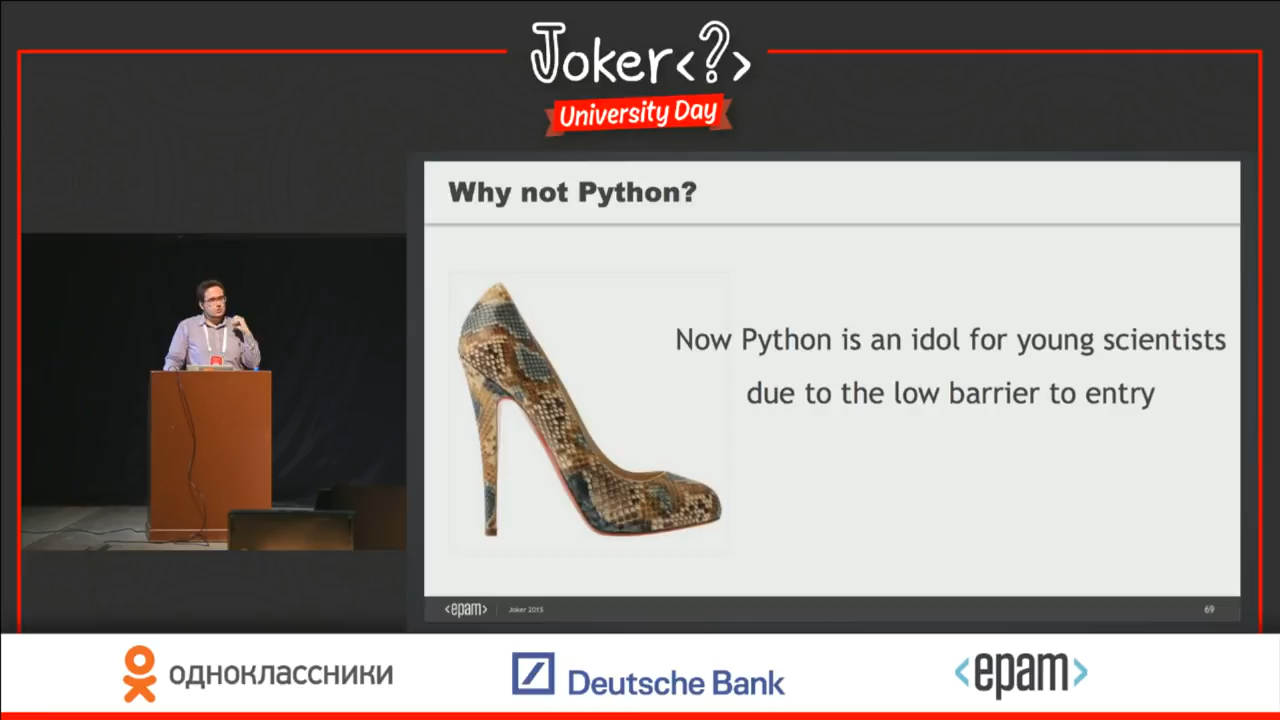 Joker<?>
University Day
Why not Python?
Now Python is an idol for young scientists
due to the low barrier to entry
<epam>
Joker 2015
69
одноклассники
Deutsche Bank
<epam>